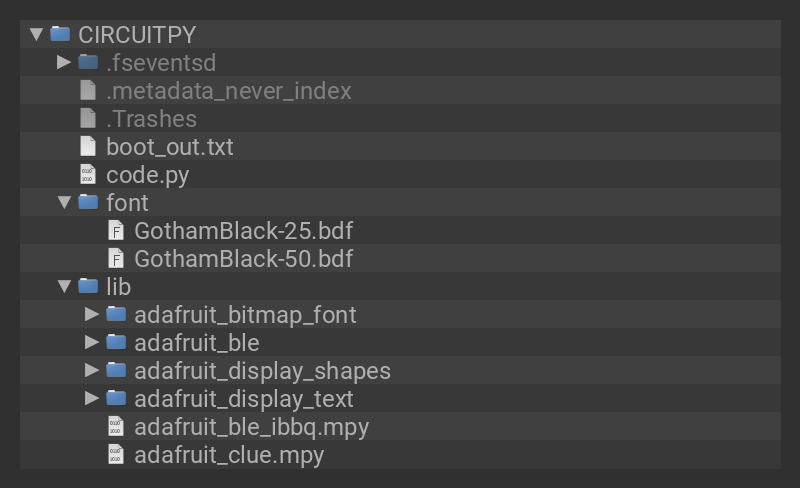 CIRCUITPY
.fseventsd
.metadata_never_index
.Trashes
boot_out.txt
code.py
font
GothamBlack-25.bdf
GothamBlack-50.bdf
lib
adafruit_bitmap_font
adafruit_ble
adafruit_display_shapes
adafruit_display_text
adafruit_ble_ibbq.mpy
adafruit_clue.mpy